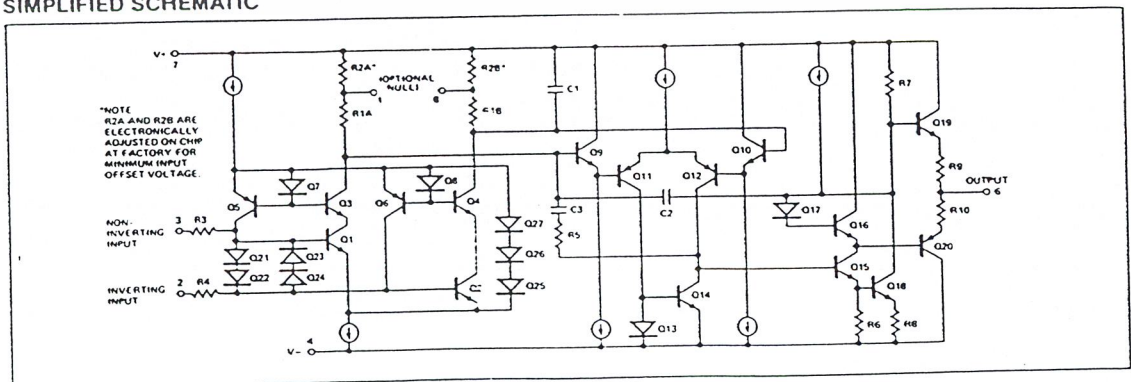 SIMPLIFIED SCHEMATIC
V+
7
R2A*
R2B*
(OPTIONAL
NULL)
1
8
C1
R7
*NOTE
R2A AND R2B ARE
ELECTRONICALLY
ADJUSTED ON CHIP
AT FACTORY FOR
MINIMUM INPUT
OFFSET VOLTAGE.
R1A
R1B
Q19
Q9
Q10
Q7
Q8
Q11
Q12
R9
OUTPUT
6
Q5
Q3
Q6
Q4
C3
C2
Q17
Q16
R10
NON-
INVERTING
INPUT
3
R3
Q27
R5
Q20
Q1
Q21
Q23
Q26
Q15
Q22
Q24
Q25
Q18
INVERTING
INPUT
2
R4
Q14
Q13
R6
R8
V-
4